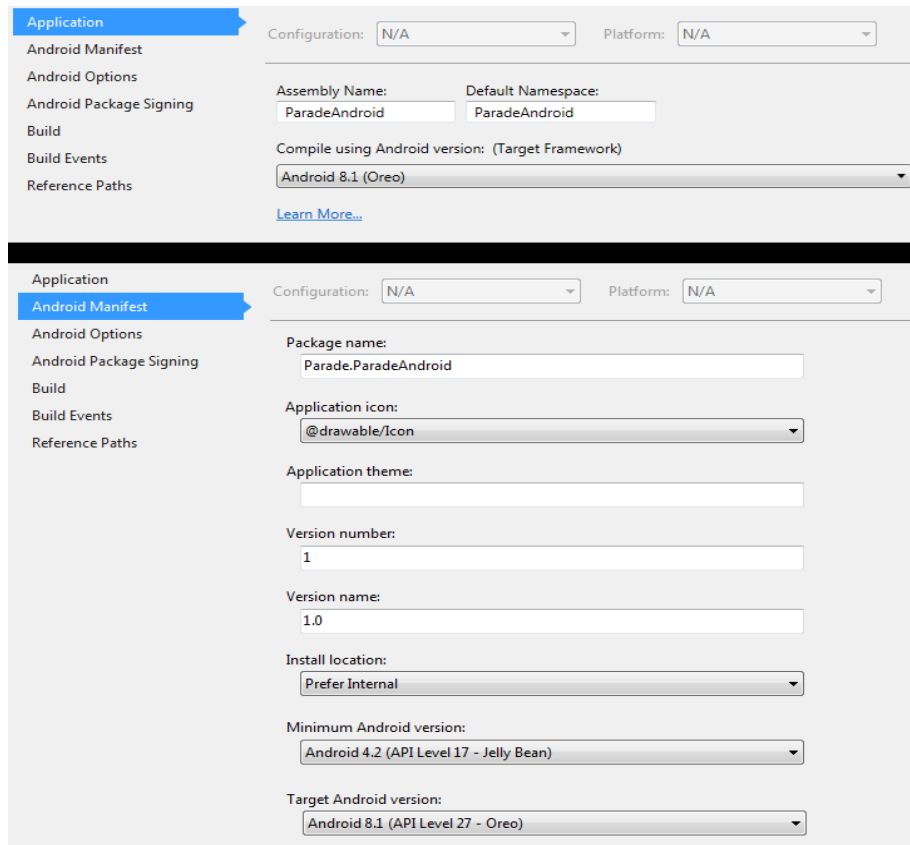 Application
Android Manifest
Android Options
Android Package Signing
Build
Build Events
Reference Paths
Configuration: N/A Platform: N/A
Assembly Name: Default Namespace:
ParadeAndroid ParadeAndroid
Compile using Android version: (Target Framework)
Android 8.1 (Oreo)
Learn More...
Application
Android Manifest
Android Options
Android Package Signing
Build
Build Events
Reference Paths
Configuration: N/A Platform: N/A
Package name:
Parade.ParadeAndroid
Application icon:
@drawable/Icon
Application theme:
Version number:
1
Version name:
1.0
Install location:
Prefer Internal
Minimum Android version:
Android 4.2 (API Level 17 - Jelly Bean)
Target Android version:
Android 8.1 (API Level 27 - Oreo)